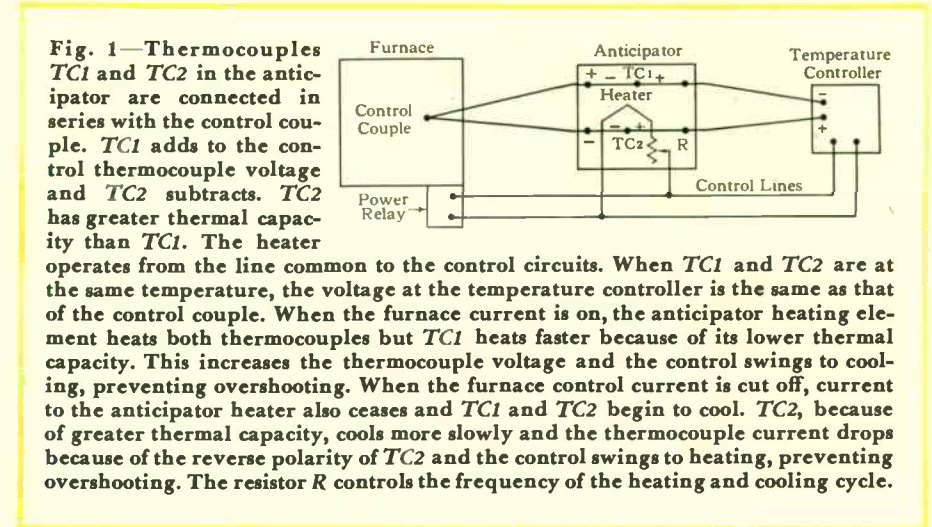 Fig. 1—Thermocouples
TC1 and TC2 in the antic-
ipator are connected in
series with the control cou-
ple. TC1 adds to the con-
trol thermocouple voltage
and TC2 subtracts. TC2
has greater thermal capac-
ity than TC1. The heater
operates from the line common to the control circuits. When TC1 and TC2 are at
the same temperature, the voltage at the temperature controller is the same as that
of the control couple. When the furnace current is on, the anticipator heating ele-
ment heats both thermocouples but TC1 heats faster because of its lower thermal
capacity. This increases the thermocouple voltage and the control swings to cool-
ing, preventing overshooting. When the furnace control current is cut off, current
to the anticipator heater also ceases and TC1 and TC2 begin to cool. TC2, because
of greater thermal capacity, cools more slowly and the thermocouple current drops
because of the reverse polarity of TC2 and the control swings to heating, preventing
overshooting. The resistor R controls the frequency of the heating and cooling cycle.
Furnace
Control
Couple
Power
Relay
Anticipator
+ - TC1 +
Heater
- +
- TC2 R
Control Lines
Temperature
Controller
-
+